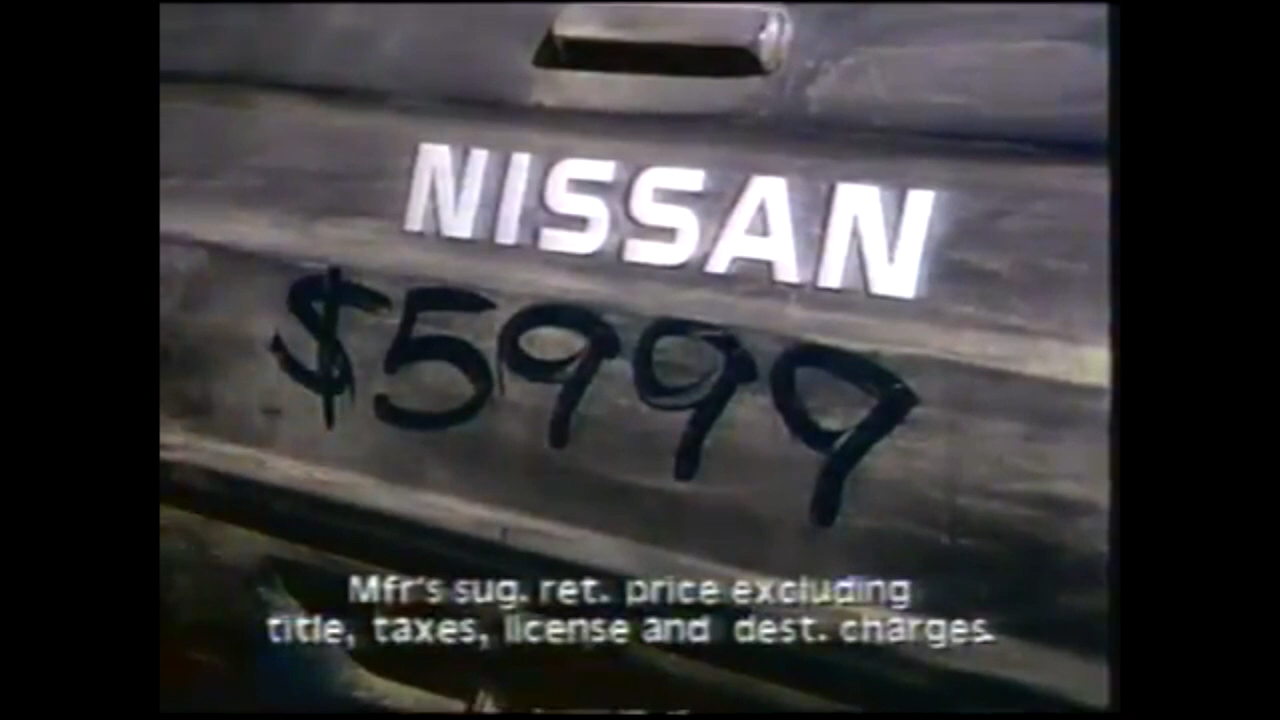 NISSAN
$5999
Mfr's sug. ret. price excluding
title, taxes, license and dest. charges.